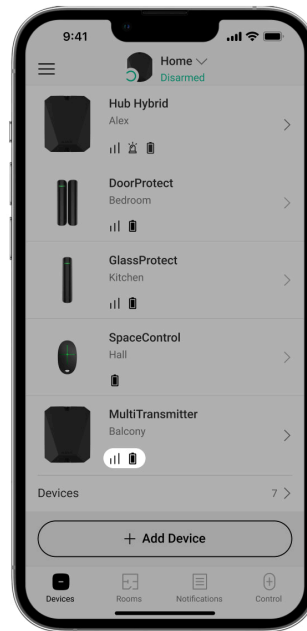 9:41
Home
Disarmed
Hub Hybrid
Alex
DoorProtect
Bedroom
GlassProtect
Kitchen
SpaceControl
Hall
MultiTransmitter
Balcony
Devices 7
+ Add Device
Devices Rooms Notifications Control